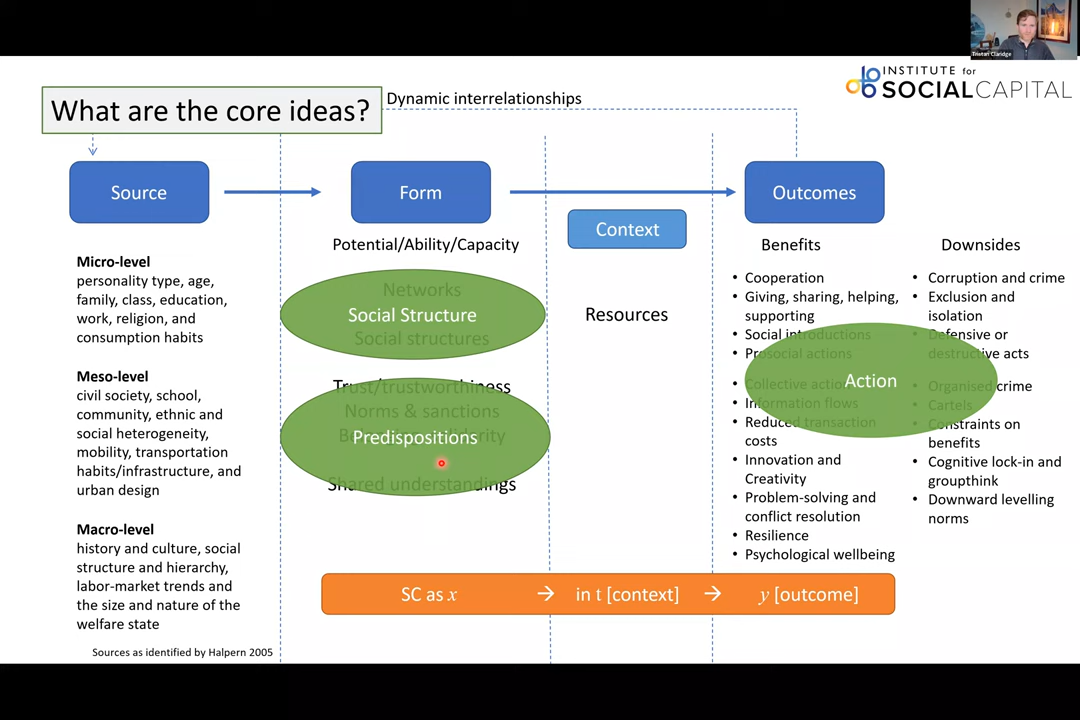 Tristan Claridge
INSTITUTE for
SOCIALCAPITAL
What are the core ideas?
Dynamic interrelationships
Source
Form
Context
Outcomes
Potential/Ability/Capacity
Benefits
Downsides
Micro-level
personality type, age,
family, class, education,
work, religion, and
consumption habits
Meso-level
civil society, school,
community, ethnic and
social heterogeneity,
mobility, transportation
habits/infrastructure, and
urban design
Macro-level
history and culture, social
structure and hierarchy,
labor-market trends and
the size and nature of the
welfare state
Sources as identified by Halpern 2005
Networks
Social Structure
Social structures
Trust/trustworthiness
Norms & sanctions
Predispositions
Shared understandings
Resources
• Cooperation
• Giving, sharing, helping,
supporting
• Social introductions
• Prosocial actions
• Collective action
• Information flows
• Reduced transaction
costs
• Innovation and
Creativity
• Problem-solving and
conflict resolution
• Resilience
• Psychological wellbeing
Action
• Corruption and crime
• Exclusion and
isolation
• Defensive or
destructive acts
• Organised crime
• Cartels
• Constraints on
benefits
• Cognitive lock-in and
groupthink
• Downward levelling
norms
SC as x → in t [context] → y [outcome]